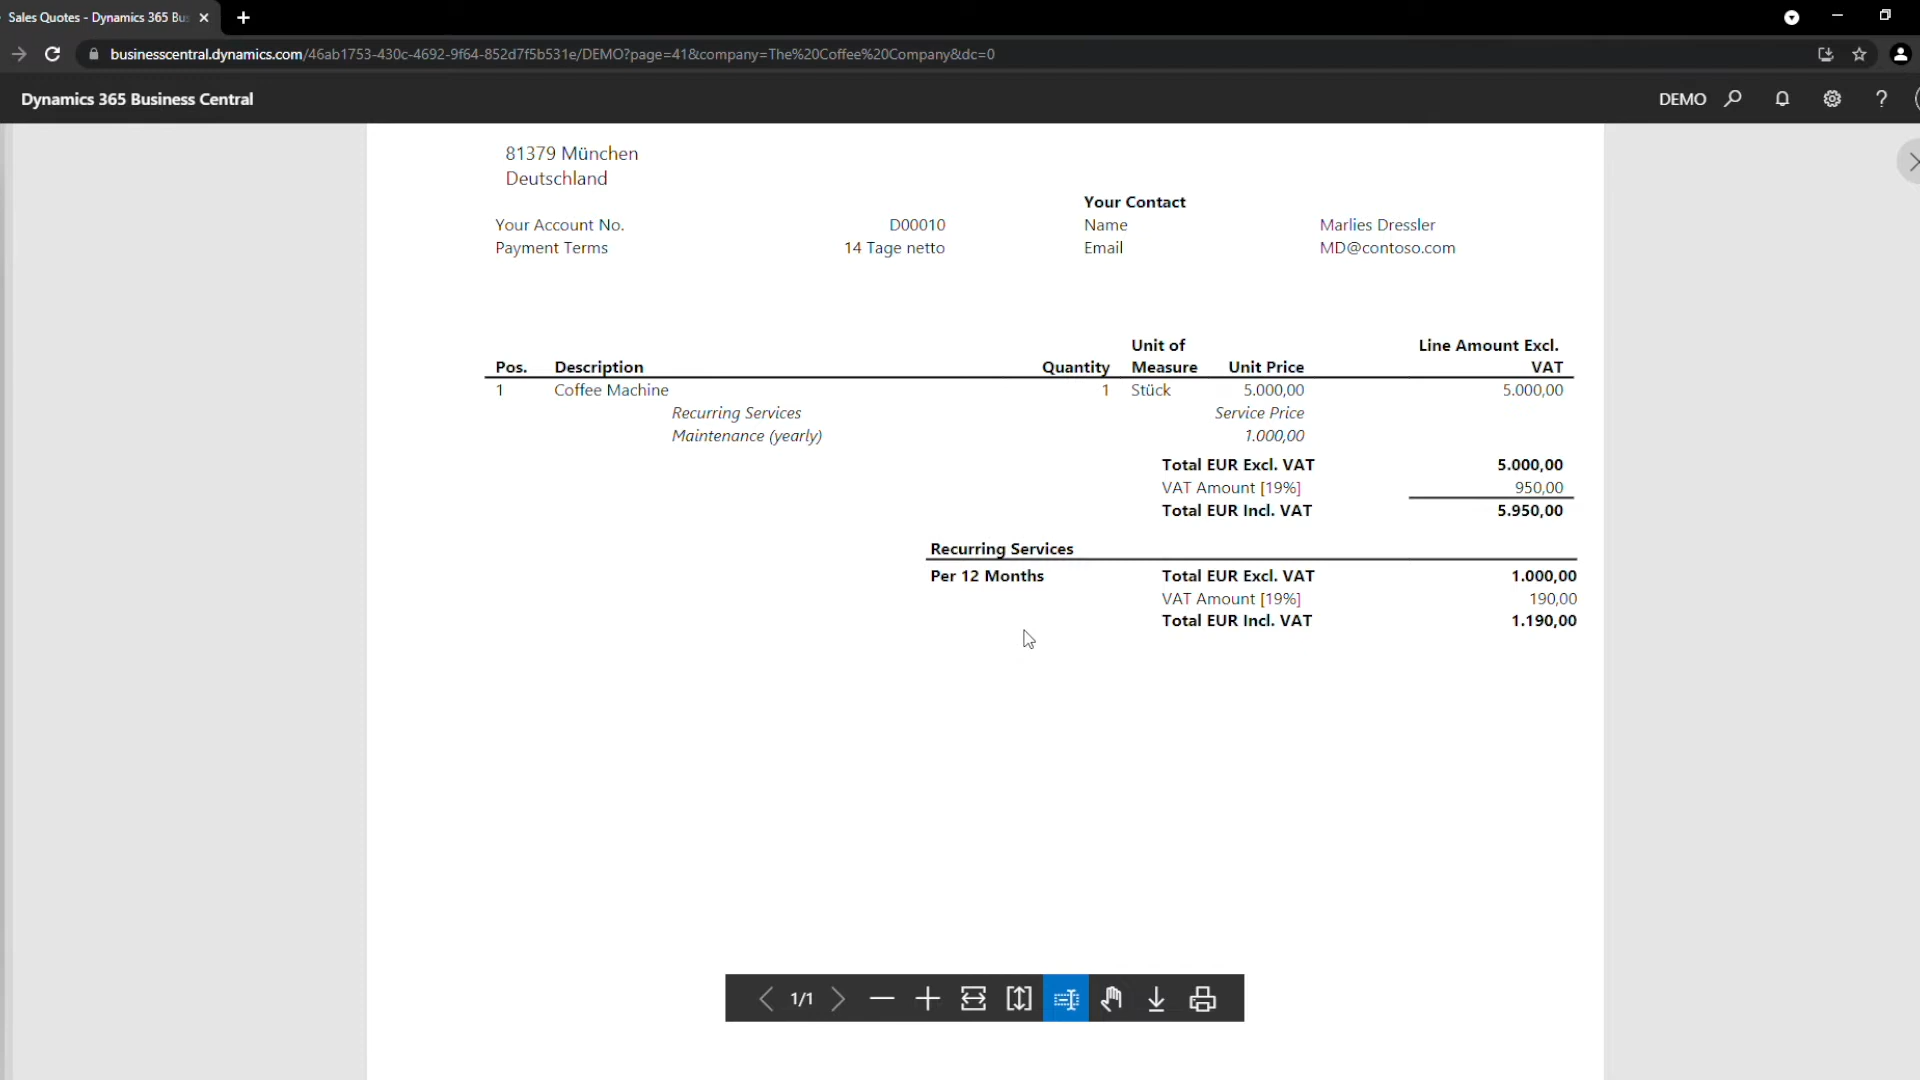 Sales Quotes - Dynamics 365 Bus
businesscentral.dynamics.com/46ab1753-430c-4692-9f64-852d7f5b531e/DEMO?page=41&company=The%20Coffee%20Company&dc=0
Dynamics 365 Business Central DEMO
81379 München
Deutschland
Your Contact
Your Account No. D00010 Name Marlies Dressler
Payment Terms 14 Tage netto Email MD@contoso.com
Unit of Line Amount Excl.
Pos. Description Quantity Measure Unit Price VAT
1 Coffee Machine 1 Stück 5.000,00 5.000,00
Recurring Services Service Price
Maintenance (yearly) 1.000,00
Total EUR Excl. VAT 5.000,00
VAT Amount [19%] 950,00
Total EUR Incl. VAT 5.950,00
Recurring Services
Per 12 Months Total EUR Excl. VAT 1.000,00
VAT Amount [19%] 190,00
Total EUR Incl. VAT 1.190,00
1/1